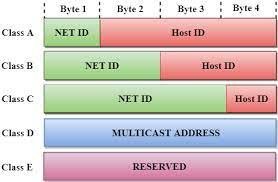 Byte 1 Byte 2 Byte 3 Byte 4
Class A NET ID Host ID
Class B NET ID Host ID
Class C NET ID Host ID
Class D MULTICAST ADDRESS
Class E RESERVED